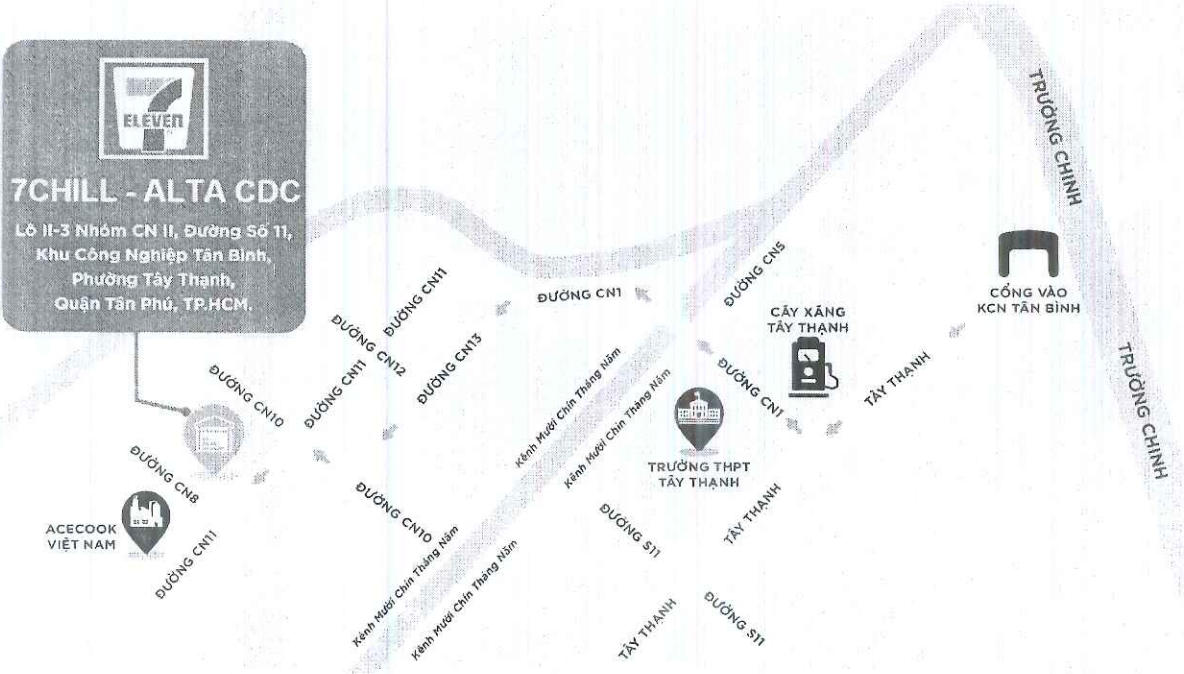 7
ELEVEN
7CHILL - ALTA CDC
Lô II-3 Nhóm CN II, Đường Số 11,
Khu Công Nghiệp Tân Bình,
Phường Tây Thạnh,
Quận Tân Phú, TP.HCM.
TRƯỜNG CHINH
TRƯỜNG CHINH
CỔNG VÀO
KCN TÂN BÌNH
ĐƯỜNG CN5
ĐƯỜNG CN1
CÂY XĂNG
TÂY THẠNH
TÂY THẠNH
ĐƯỜNG CN1
ĐƯỜNG CN11
ĐƯỜNG CN12
ĐƯỜNG CN13
ĐƯỜNG CN11
ĐƯỜNG CN10
Kênh Mười Chín Tháng Năm
Kênh Mười Chín Tháng Năm
TRƯỜNG THPT
TÂY THẠNH
ĐƯỜNG CN8
ACECOOK
VIỆT NAM
ĐƯỜNG CN11
ĐƯỜNG CN10
ĐƯỜNG S11
TÂY THẠNH
Kênh Mười Chín Tháng Năm
Kênh Mười Chín Tháng Năm
TÂY THẠNH
ĐƯỜNG S11